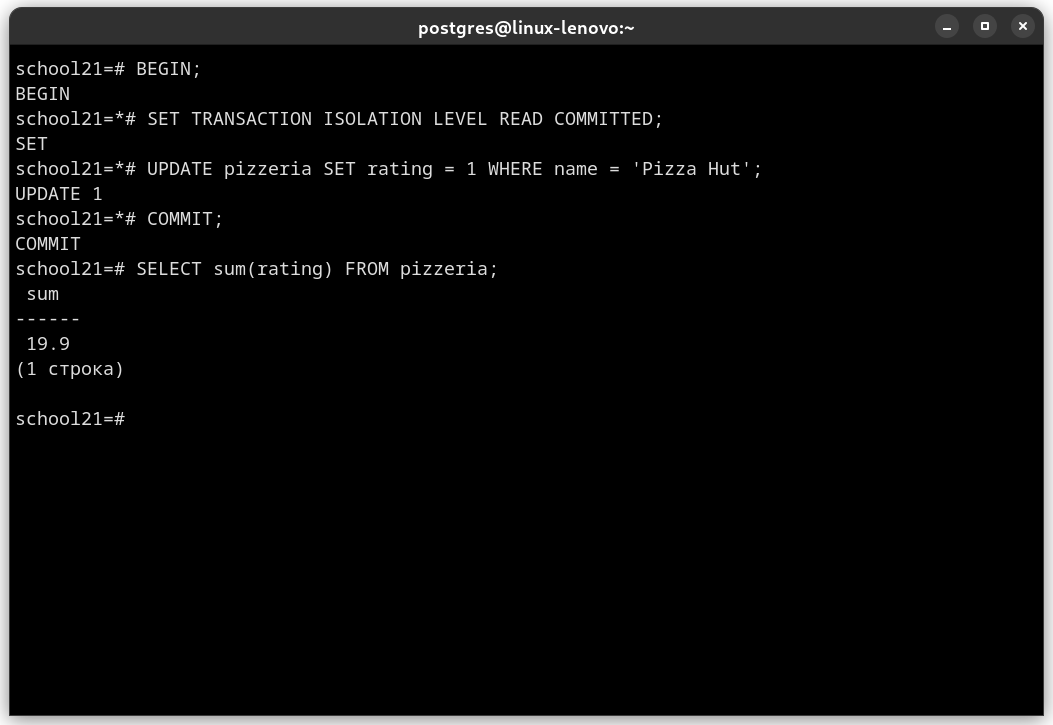 postgres@linux-lenovo:~
school21=# BEGIN;
BEGIN
school21=*# SET TRANSACTION ISOLATION LEVEL READ COMMITTED;
SET
school21=*# UPDATE pizzeria SET rating = 1 WHERE name = 'Pizza Hut';
UPDATE 1
school21=*# COMMIT;
COMMIT
school21=# SELECT sum(rating) FROM pizzeria;
 sum
------
 19.9
(1 строка)

school21=#